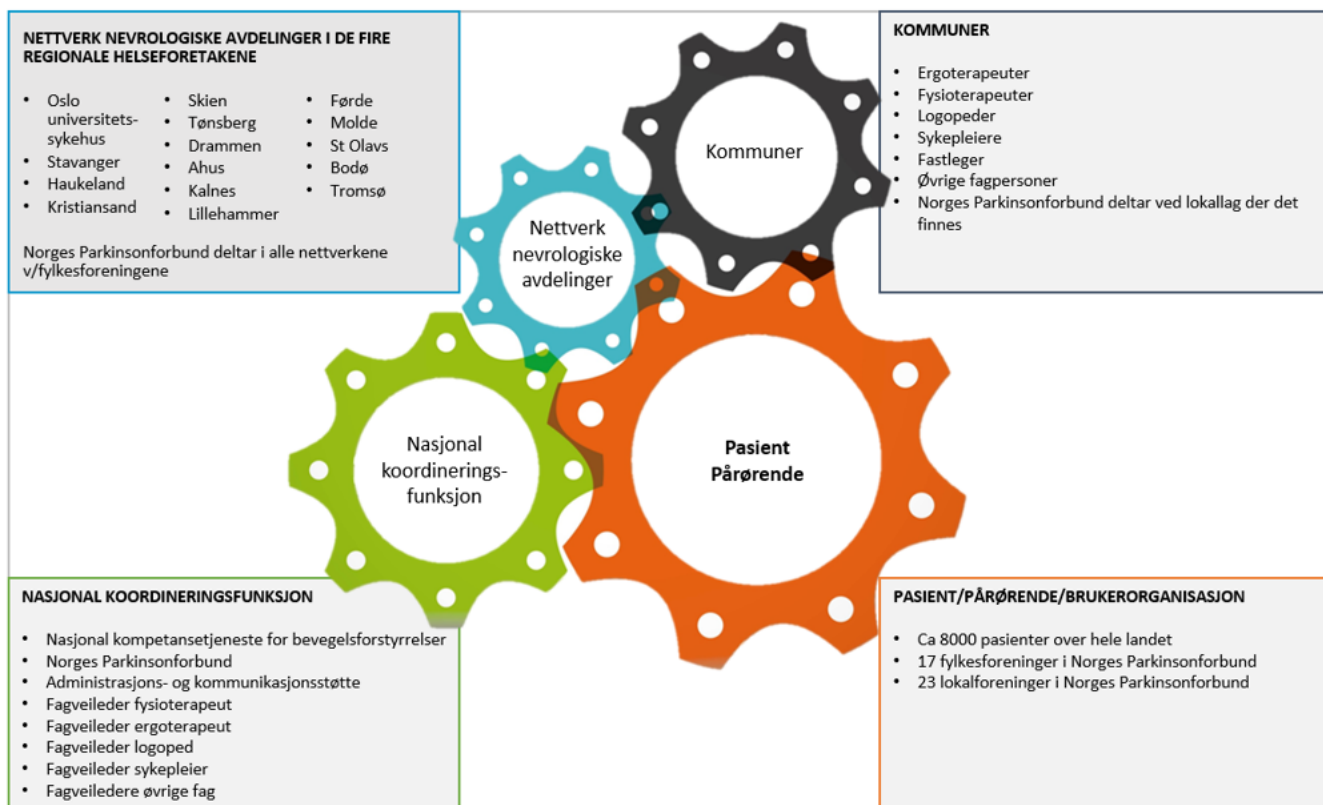 NETTVERK NEVROLOGISKE AVDELINGER I DE FIRE
REGIONALE HELSEFORETAKENE
• Oslo
universitets-
sykehus
• Stavanger
• Haukeland
• Kristiansand
• Skien
• Tønsberg
• Drammen
• Ahus
• Kalnes
• Lillehammer
• Førde
• Molde
• St Olavs
• Bodø
• Tromsø
Norges Parkinsonforbund deltar i alle nettverkene
v/fylkesforeningene
KOMMUNER
• Ergoterapeuter
• Fysioterapeuter
• Logopeder
• Sykepleiere
• Fastleger
• Øvrige fagpersoner
• Norges Parkinsonforbund deltar ved lokallag der det
finnes
Kommuner
Nettverk
nevrologiske
avdelinger
Nasjonal
koordinerings-
funksjon
Pasient
Pårørende
NASJONAL KOORDINERINGSFUNKSJON
• Nasjonal kompetansetjeneste for bevegelsforstyrrelser
• Norges Parkinsonforbund
• Administrasjons- og kommunikasjonsstøtte
• Fagveileder fysioterapeut
• Fagveileder ergoterapeut
• Fagveileder logoped
• Fagveileder sykepleier
• Fagveiledere øvrige fag
PASIENT/PÅRØRENDE/BRUKERORGANISASJON
• Ca 8000 pasienter over hele landet
• 17 fylkesforeninger i Norges Parkinsonforbund
• 23 lokalforeninger i Norges Parkinsonforbund